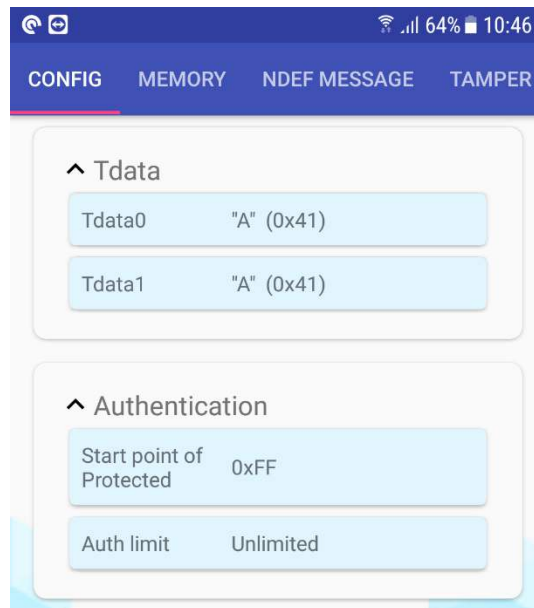 64% 10:46
CONFIG MEMORY NDEF MESSAGE TAMPER
Tdata
Tdata0 "A" (0x41)
Tdata1 "A" (0x41)
Authentication
Start point of
Protected 0xFF
Auth limit Unlimited